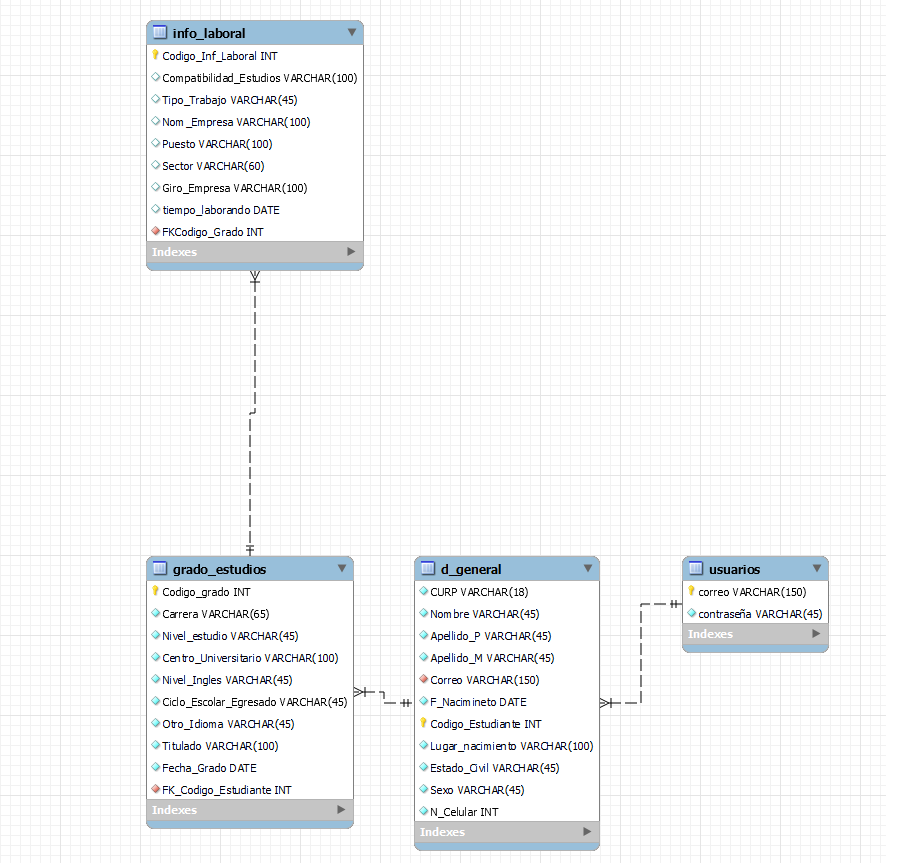 info_laboral
Codigo_Inf_Laboral INT
Compatibilidad_Estudios VARCHAR(100)
Tipo_Trabajo VARCHAR(45)
Nom_Empresa VARCHAR(100)
Puesto VARCHAR(100)
Sector VARCHAR(60)
Giro_Empresa VARCHAR(100)
tiempo_laborando DATE
FKCodigo_Grado INT
Indexes
grado_estudios
Codigo_grado INT
Carrera VARCHAR(65)
Nivel_estudio VARCHAR(45)
Centro_Universitario VARCHAR(100)
Nivel_Ingles VARCHAR(45)
Ciclo_Escolar_Egresado VARCHAR(45)
Otro_Idioma VARCHAR(45)
Titulado VARCHAR(100)
Fecha_Grado DATE
FK_Codigo_Estudiante INT
Indexes
d_general
CURP VARCHAR(18)
Nombre VARCHAR(45)
Apellido_P VARCHAR(45)
Apellido_M VARCHAR(45)
Correo VARCHAR(150)
F_Nacimineto DATE
Codigo_Estudiante INT
Lugar_nacimiento VARCHAR(100)
Estado_Civil VARCHAR(45)
Sexo VARCHAR(45)
N_Celular INT
Indexes
usuarios
correo VARCHAR(150)
contraseña VARCHAR(45)
Indexes